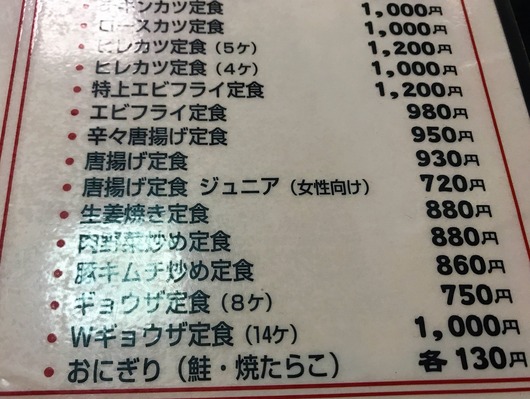 チキンカツ定食 1,000円
ロースカツ定食 1,000円
ヒレカツ定食(5ケ) 1,200円
ヒレカツ定食(4ケ) 1,000円
特上エビフライ定食 1,200円
エビフライ定食 980円
辛々唐揚げ定食 950円
唐揚げ定食 930円
唐揚げ定食 ジュニア(女性向け) 720円
生姜焼き定食 880円
肉野菜炒め定食 880円
豚キムチ炒め定食 860円
ギョウザ定食(8ケ) 750円
Wギョウザ定食(14ケ) 1,000円
おにぎり(鮭・焼たらこ) 各130円